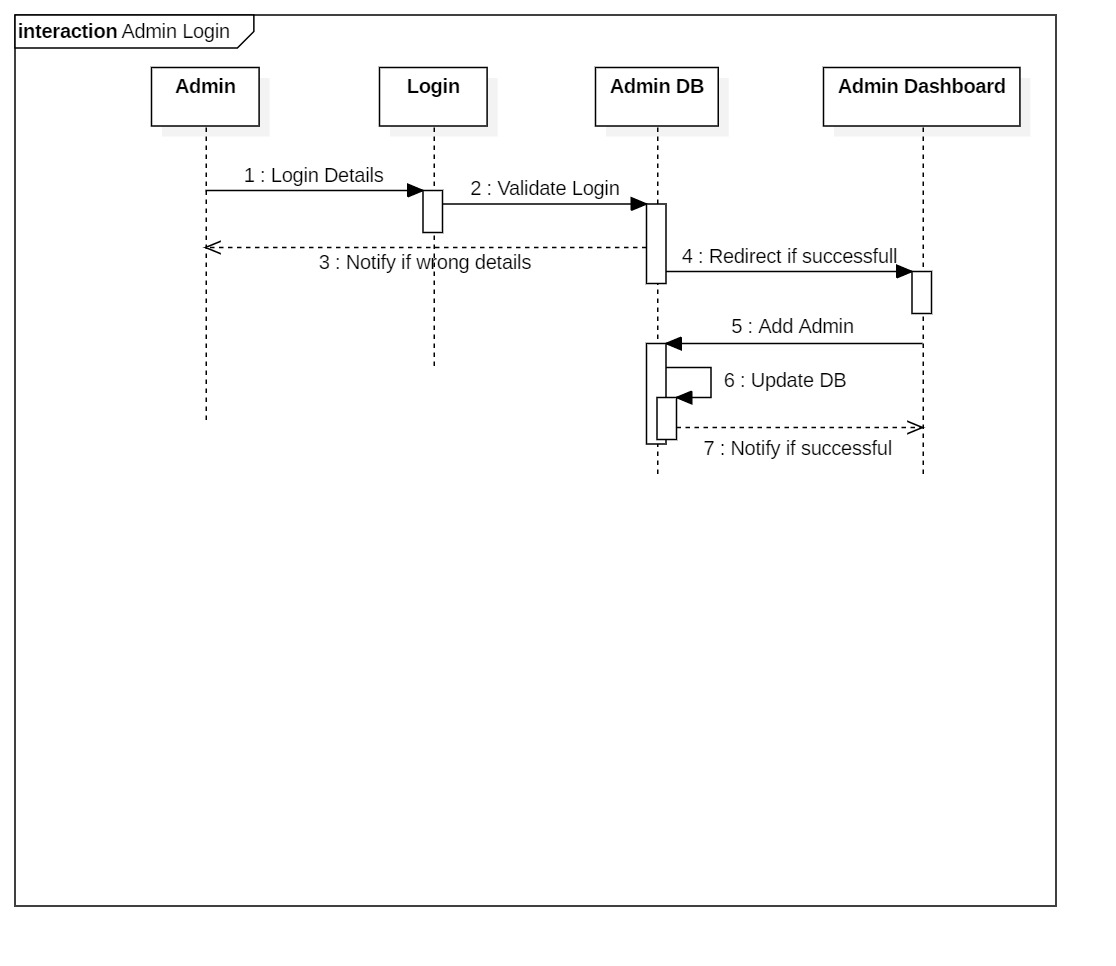 interaction Admin Login
Admin
Login
Admin DB
Admin Dashboard
1 : Login Details
2 : Validate Login
3 : Notify if wrong details
4 : Redirect if successfull
5 : Add Admin
6 : Update DB
7 : Notify if successful